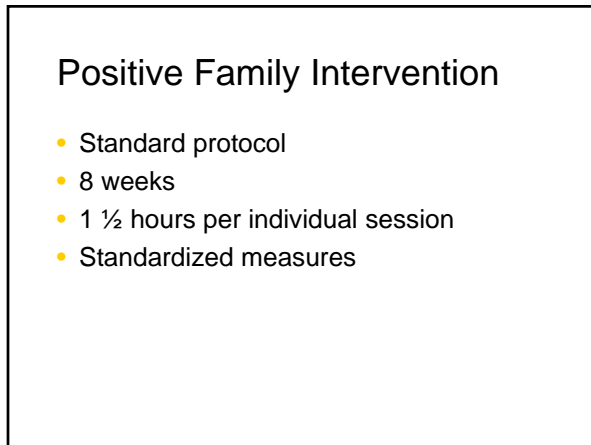 Positive Family Intervention
• Standard protocol
• 8 weeks
• 1 ½ hours per individual session
• Standardized measures